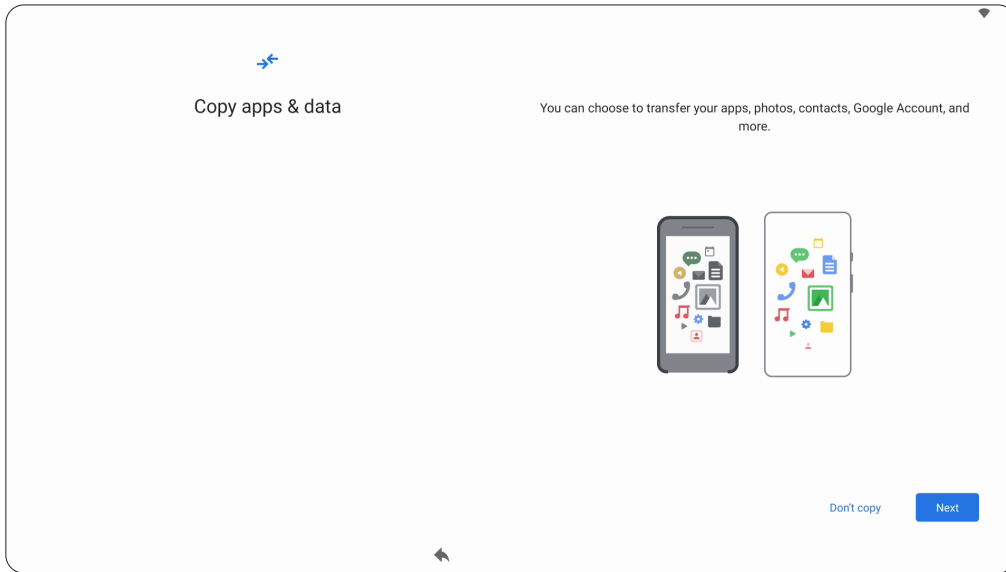 Copy apps & data
You can choose to transfer your apps, photos, contacts, Google Account, and
more.
Don't copy
Next